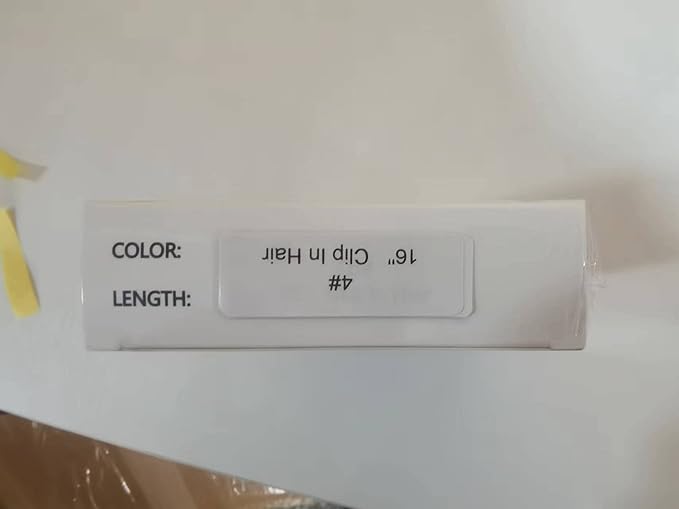 COLOR:
LENGTH:
4#
16" Clip In Hair